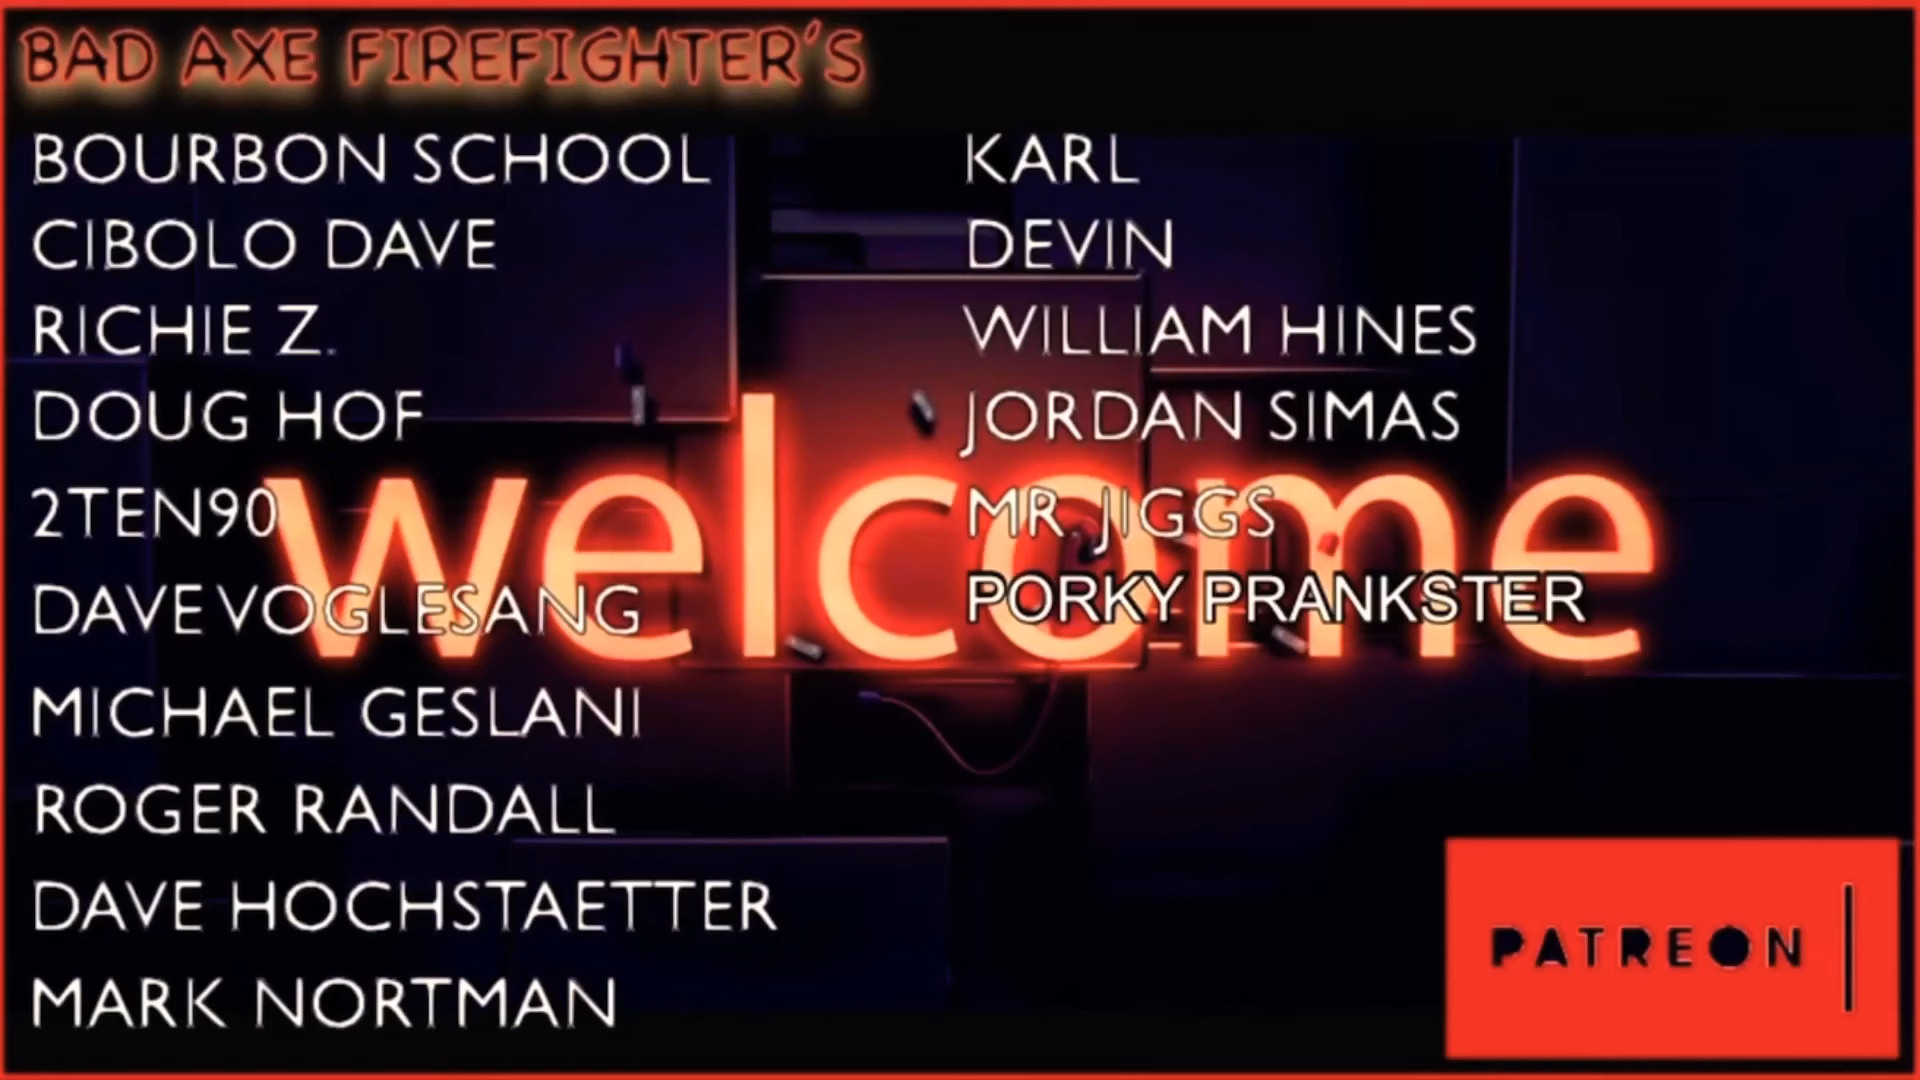 BAD AXE FIREFIGHTER'S
BOURBON SCHOOL
CIBOLO DAVE
RICHIE Z.
DOUG HOF
2TEN90
DAVE VOGLESANG
MICHAEL GESLANI
ROGER RANDALL
DAVE HOCHSTAETTER
MARK NORTMAN
KARL
DEVIN
WILLIAM HINES
JORDAN SIMAS
MR. JIGGS
PORKY PRANKSTER
welcome
PATREON